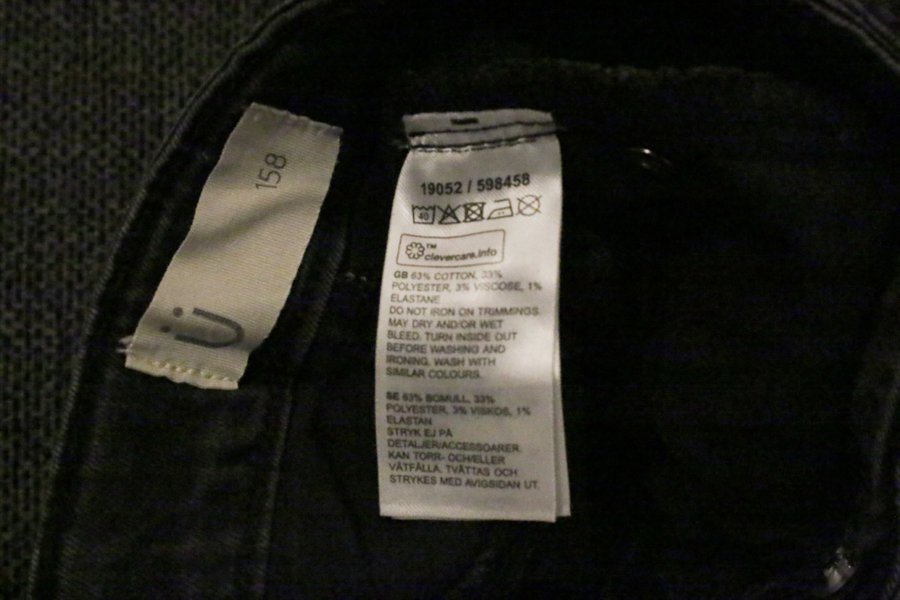 158
Ü
19052 / 598458
40
™
clevercare.info
GB 63% COTTON, 33%
POLYESTER, 3% VISCOSE, 1%
ELASTANE
DO NOT IRON ON TRIMMINGS.
MAY DRY AND/OR WET
BLEED. TURN INSIDE OUT
BEFORE WASHING AND
IRONING. WASH WITH
SIMILAR COLOURS.
SE 63% BOMULL, 33%
POLYESTER, 3% VISKOS, 1%
ELASTAN
STRYK EJ PÅ
DETALJER/ACCESSOARER.
KAN TORR- OCH/ELLER
VÅTFÄLLA. TVÄTTAS OCH
STRYKES MED AVIGSIDAN UT.